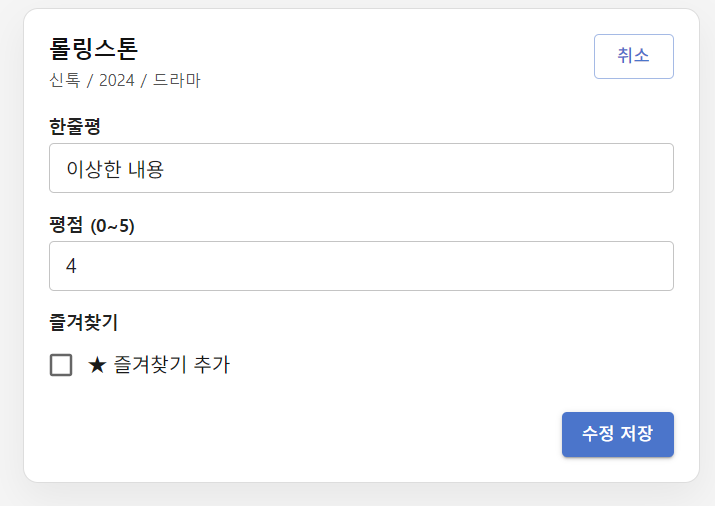 롤링스톤
취소
신톡 / 2024 / 드라마
한줄평
이상한 내용
평점 (0~5)
4
즐겨찾기
★ 즐겨찾기 추가
수정 저장